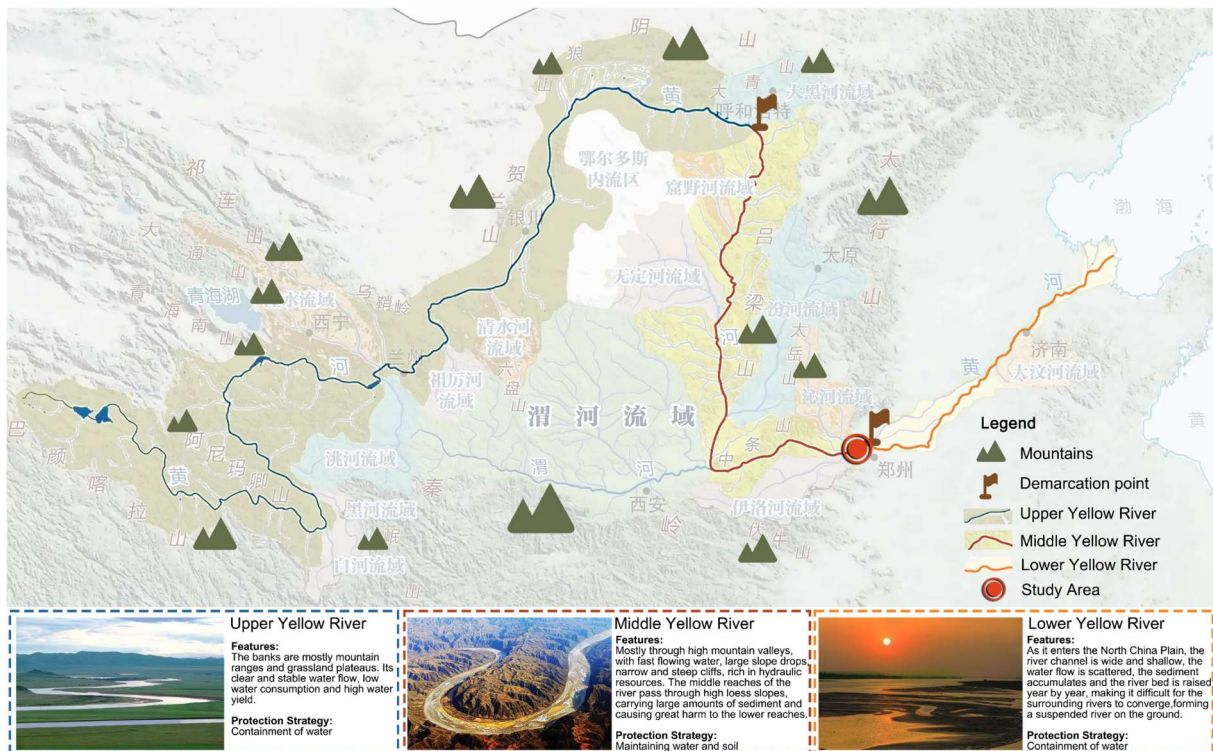 阴
山
狼
山
大
青
山
黄
大黑河流域
呼和浩特
鄂尔多斯
内流区
窟野河流域
太
行
山
渤海
祁
连
山
贺
兰
山
银川
吕
梁
山
太原
大
通
山
青
海
南
山
青海湖
湟水流域
西宁
乌鞘岭
无定河流域
汾河流域
河
清水河
流域
六
盘
山
太
岳
山
河
济南
大汶河流域
黄
河
兰州
祖厉河
流域
河
沁河流域
黄
渭河流域
巴
颜
喀
拉
山
阿
尼
玛
卿
山
黄
洮河流域
渭
河
中
条
山
郑州
秦
岭
西安
伊洛河流域
伏
牛
山
黑河流域
岷
山
白河流域
Legend
Mountains
Demarcation point
Upper Yellow River
Middle Yellow River
Lower Yellow River
Study Area
Upper Yellow River
Features:
The banks are mostly mountain
ranges and grassland plateaus. Its
clear and stable water flow, low
water consumption and high water
yield.
Protection Strategy:
Containment of water
Middle Yellow River
Features:
Mostly through high mountain valleys,
with fast flowing water, large slope drops,
narrow and steep cliffs, rich in hydraulic
resources. The middle reaches of the
river pass through high loess slopes,
carrying large amounts of sediment and
causing great harm to the lower reaches.
Protection Strategy:
Maintaining water and soil
Lower Yellow River
Features:
As it enters the North China Plain, the
river channel is wide and shallow, the
water flow is scattered, the sediment
accumulates and the river bed is raised
year by year, making it difficult for the
surrounding rivers to converge,forming
a suspended river on the ground.
Protection Strategy:
Containment of water